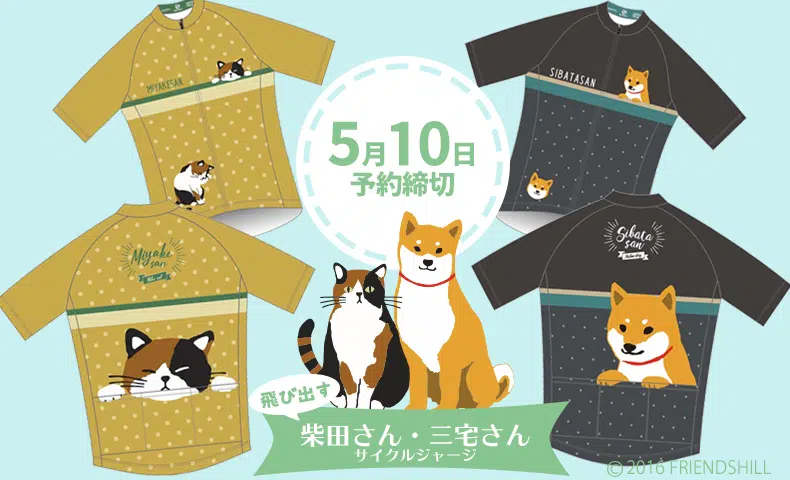 MIYAKESAN
SIBATASAN
5月10日
予約締切
Miyake
san
Sibata
san
飛び出す
柴田さん・三宅さん
サイクルジャージ
© 2016 FRIENDSHILL